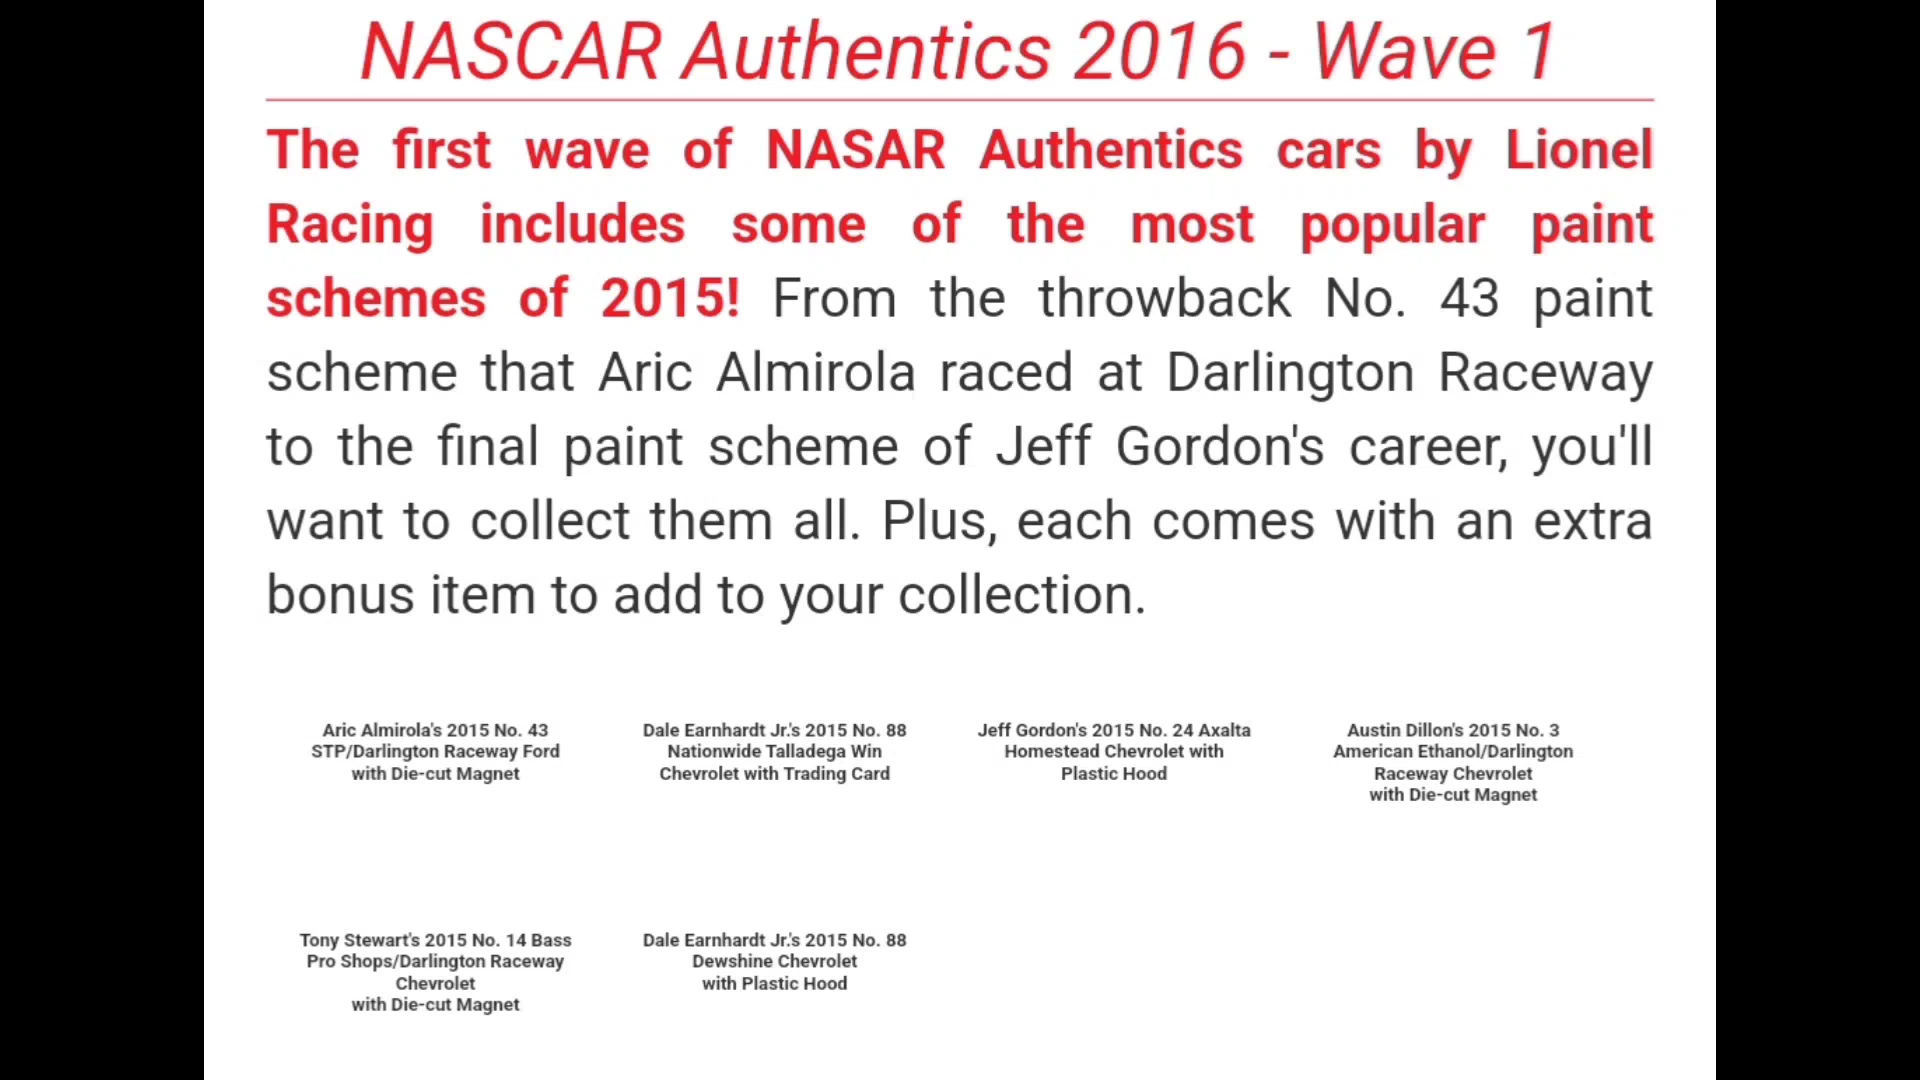 NASCAR Authentics 2016 - Wave 1
The first wave of NASAR Authentics cars by Lionel
Racing includes some of the most popular paint
schemes of 2015! From the throwback No. 43 paint
scheme that Aric Almirola raced at Darlington Raceway
to the final paint scheme of Jeff Gordon's career, you'll
want to collect them all. Plus, each comes with an extra
bonus item to add to your collection.
Aric Almirola's 2015 No. 43
STP/Darlington Raceway Ford
with Die-cut Magnet
Dale Earnhardt Jr.'s 2015 No. 88
Nationwide Talladega Win
Chevrolet with Trading Card
Jeff Gordon's 2015 No. 24 Axalta
Homestead Chevrolet with
Plastic Hood
Austin Dillon's 2015 No. 3
American Ethanol/Darlington
Raceway Chevrolet
with Die-cut Magnet
Tony Stewart's 2015 No. 14 Bass
Pro Shops/Darlington Raceway
Chevrolet
with Die-cut Magnet
Dale Earnhardt Jr.'s 2015 No. 88
Dewshine Chevrolet
with Plastic Hood